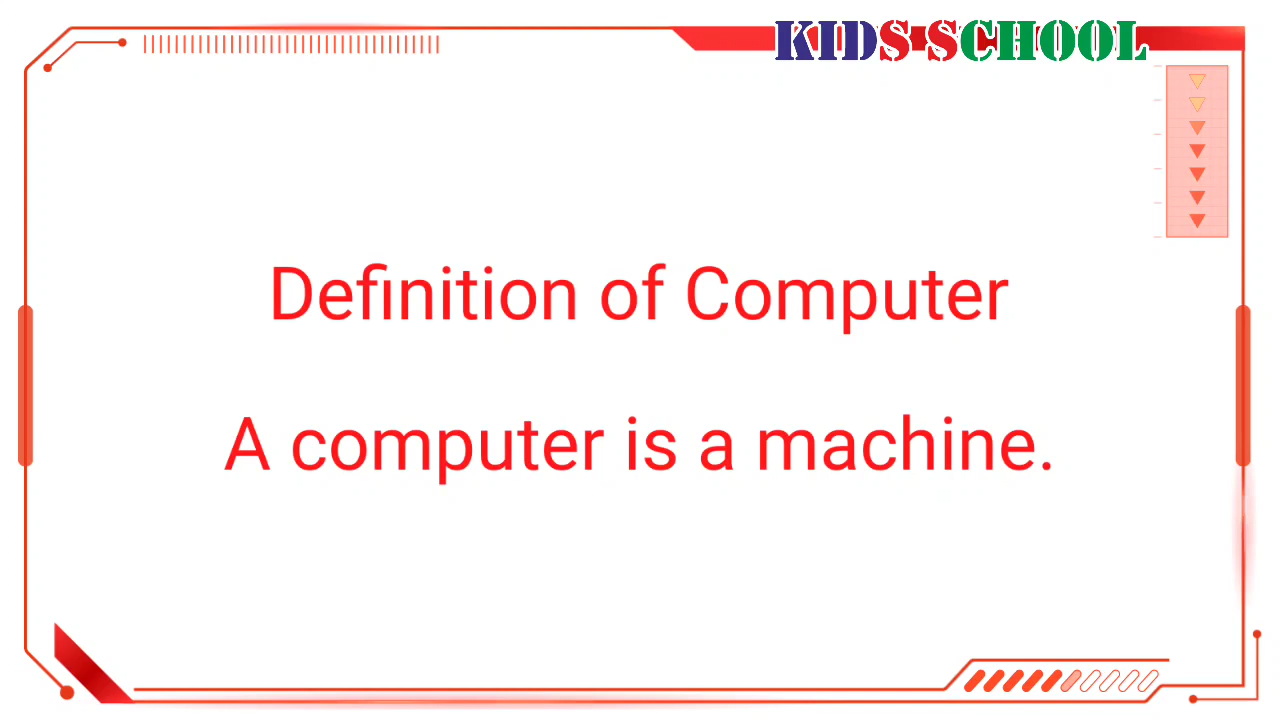 KIDS SCHOOL
Definition of Computer
A computer is a machine.